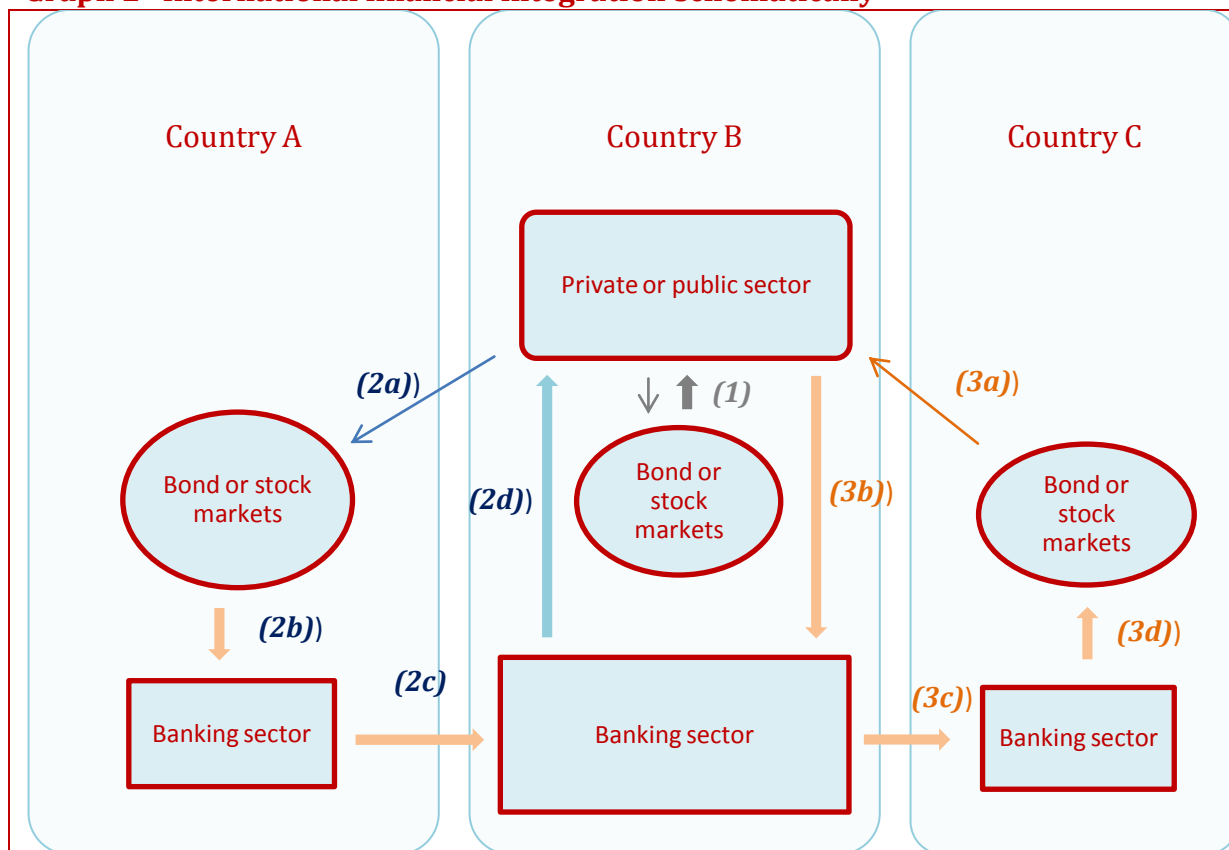 Country A
Country B
Country C
Private or public sector
(2a))
(1)
(3a))
Bond or stock
markets
(2d))
Bond or
stock
markets
(3b))
Bond or
stock
markets
(2b))
(3d))
(2c)
(3c))
Banking sector
Banking sector
Banking sector